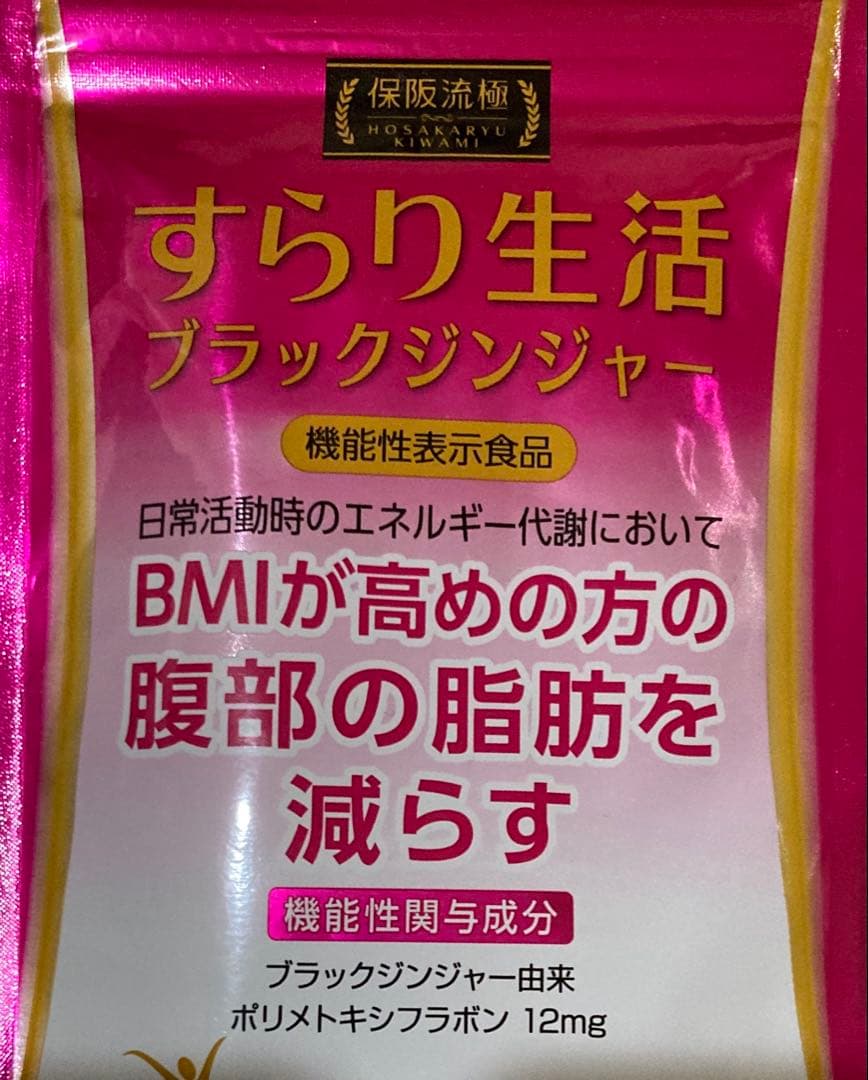 保阪流極
HOSAKARYU
KIWAMI
すらり生活
ブラックジンジャー
機能性表示食品
日常活動時のエネルギー代謝において
BMIが高めの方の
腹部の脂肪を
減らす
機能性関与成分
ブラックジンジャー由来
ポリメトキシフラボン 12mg